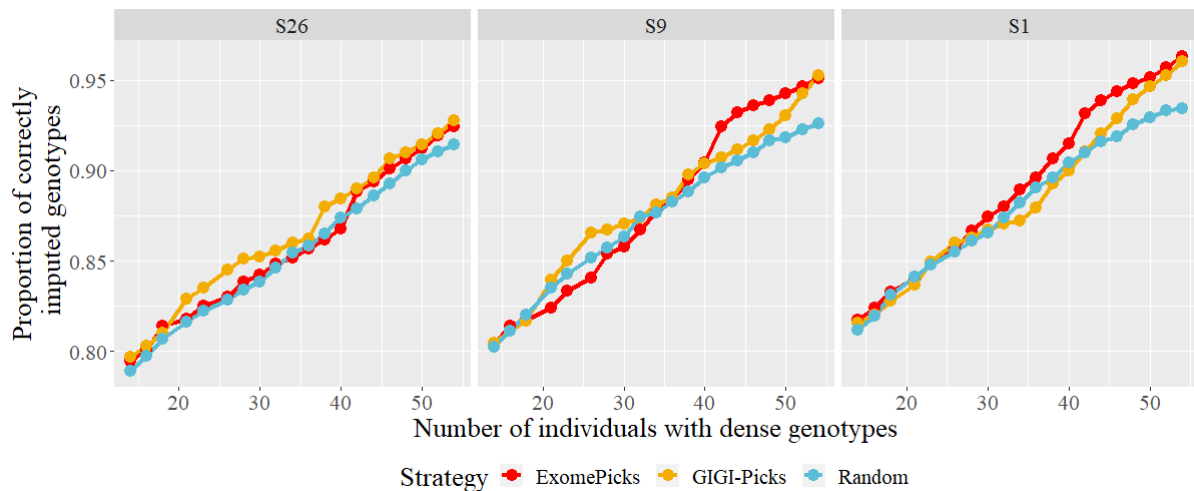 S26 S9 S1
Proportion of correctly
imputed genotypes
0.95
0.90
0.85
0.80
20 30 40 50 20 30 40 50 20 30 40 50
Number of individuals with dense genotypes
Strategy ExomePicks GIGI-Picks Random